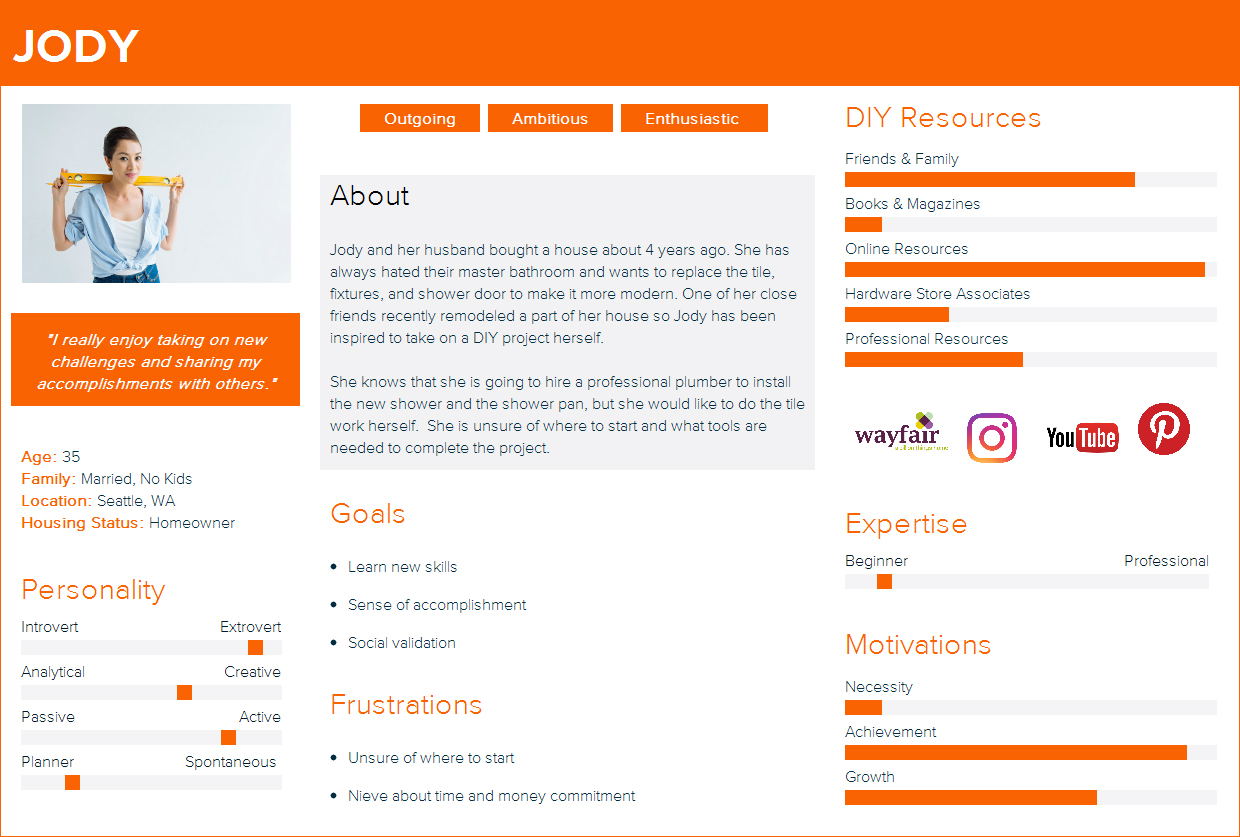 JODY
"I really enjoy taking on new
challenges and sharing my
accomplishments with others."
Age: 35
Family: Married, No Kids
Location: Seattle, WA
Housing Status: Homeowner
Personality
Introvert Extrovert
Analytical Creative
Passive Active
Planner Spontaneous
Outgoing Ambitious Enthusiastic
About
Jody and her husband bought a house about 4 years ago. She has
always hated their master bathroom and wants to replace the tile,
fixtures, and shower door to make it more modern. One of her close
friends recently remodeled a part of her house so Jody has been
inspired to take on a DIY project herself.
She knows that she is going to hire a professional plumber to install
the new shower and the shower pan, but she would like to do the tile
work herself.  She is unsure of where to start and what tools are
needed to complete the project.
Goals
• Learn new skills
• Sense of accomplishment
• Social validation
Frustrations
• Unsure of where to start
• Nieve about time and money commitment
DIY Resources
Friends & Family
Books & Magazines
Online Resources
Hardware Store Associates
Professional Resources
wayfair
YouTube
Expertise
Beginner Professional
Motivations
Necessity
Achievement
Growth